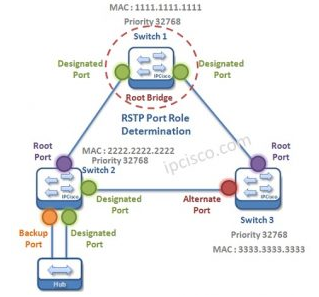 MAC : 1111.1111.1111
Priority 32768
Switch 1
Designated Port
Designated Port
IPCisco
Root Bridge
RSTP Port Role Determination
ipcisco.com
Root Port
MAC : 2222.2222.2222
Priority 32768
Switch 2
Root Port
IPCisco
Designated Port
Alternate Port
IPCisco
Backup Port
Designated Port
Switch 3
Priority 32768
MAC : 3333.3333.3333
Hub